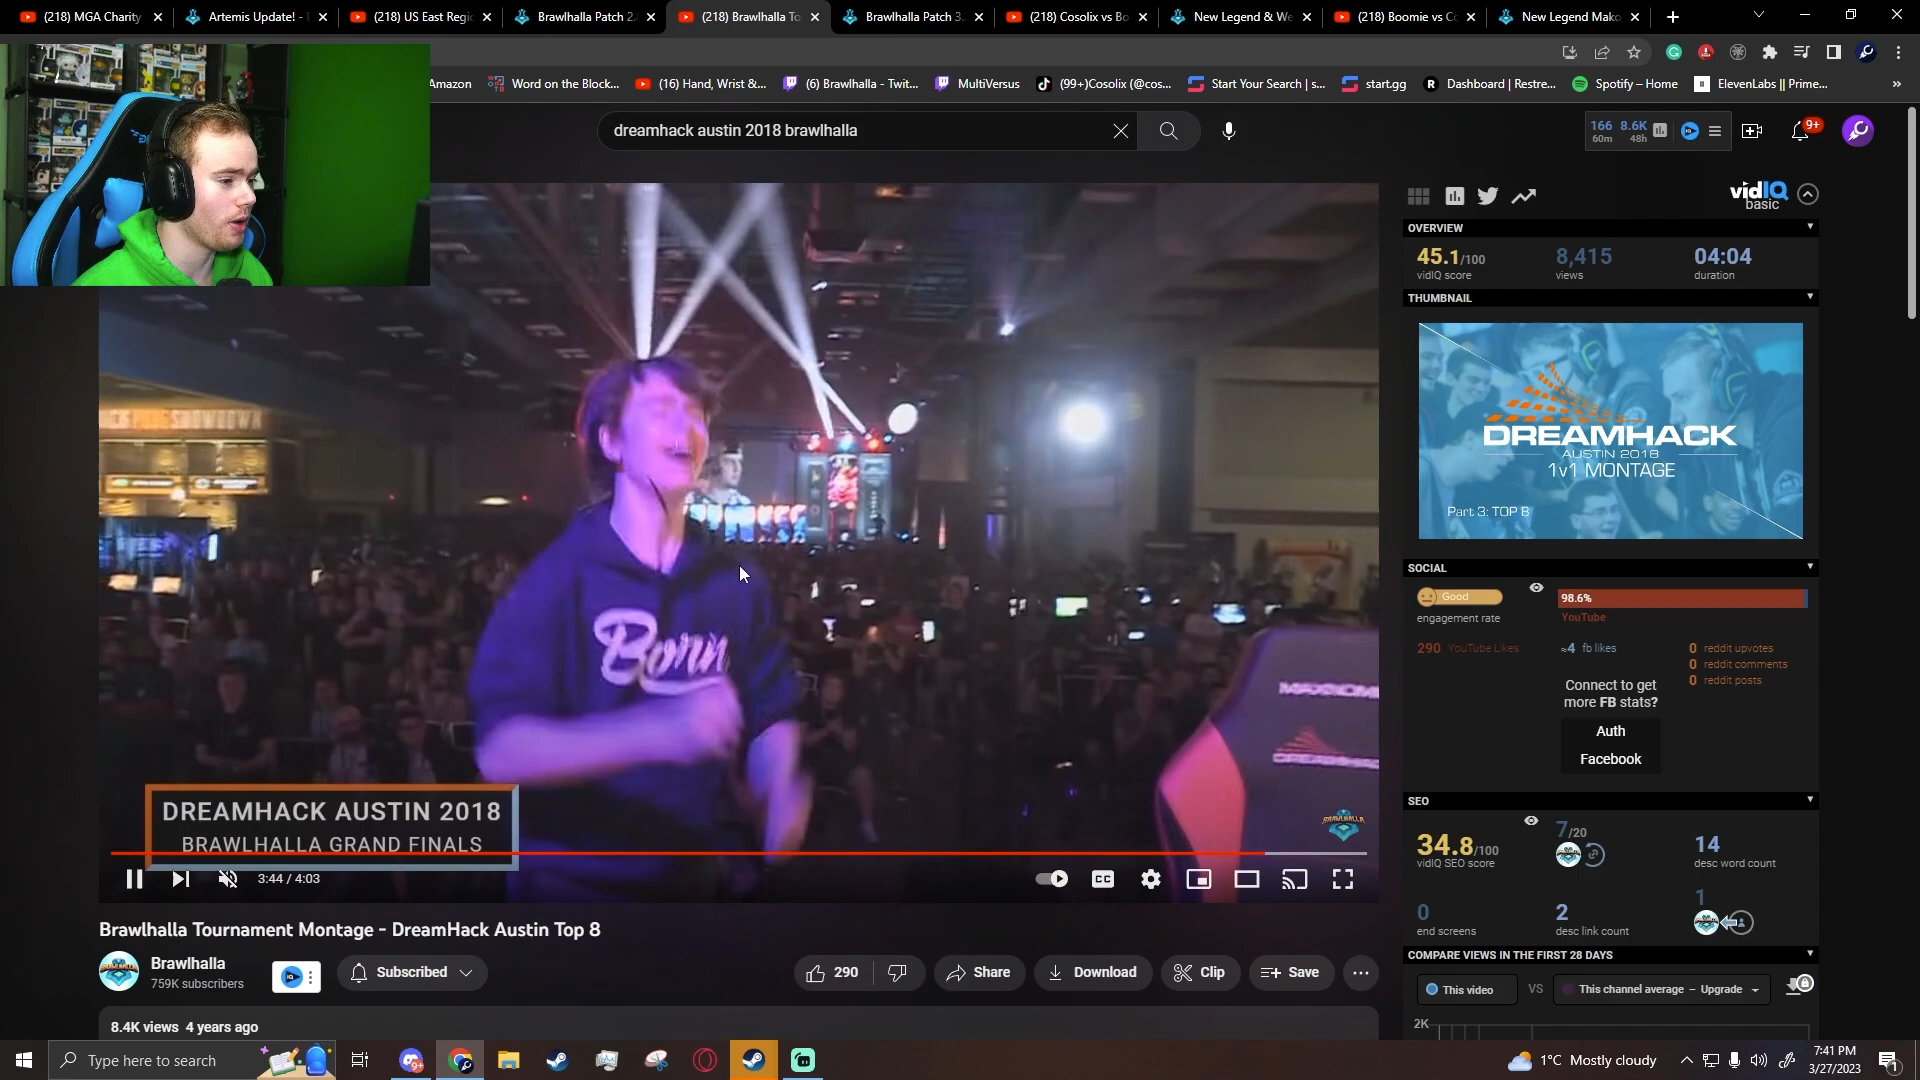 (218) MGA Charity
Artemis Update! -
(218) US East Regi
Brawlhalla Patch 2.
(218) Brawlhalla To
Brawlhalla Patch 3.
(218) Cosolix vs Bo
New Legend & We
(218) Boomie vs Co
New Legend Mako
Amazon
Word on the Block...
(16) Hand, Wrist &...
(6) Brawlhalla - Twit...
MultiVersus
(99+)Cosolix (@cos...
Start Your Search | s...
start.gg
Dashboard | Restre...
Spotify – Home
ElevenLabs || Prime...
dreamhack austin 2018 brawlhalla
166 8.6K
60m 48h
9+
vidIQ
basic
OVERVIEW
45.1/100
vidIQ score
8,415
views
04:04
duration
THUMBNAIL
DREAMHACK
AUSTIN 2018
1v1 MONTAGE
Part 3: TOP 8
SOCIAL
Good
engagement rate
98.6%
YouTube
290 YouTube Likes
≈4 fb likes
0 reddit upvotes
0 reddit comments
0 reddit posts
Connect to get
more FB stats?
Auth
Facebook
SEO
34.8/100
vidIQ SEO score
7/20
14
desc word count
0
end screens
2
desc link count
1
COMPARE VIEWS IN THE FIRST 28 DAYS
This video
VS
This channel average – Upgrade
2K
SHOWDOWN
Born
DREAMHACK AUSTIN 2018
BRAWLHALLA GRAND FINALS
BRAWLHALLA
3:44 / 4:03
CC
Brawlhalla Tournament Montage - DreamHack Austin Top 8
Brawlhalla
759K subscribers
Subscribed
290
Share
Download
Clip
Save
8.4K views 4 years ago
Type here to search
9+
1°C Mostly cloudy
7:41 PM
3/27/2023
1